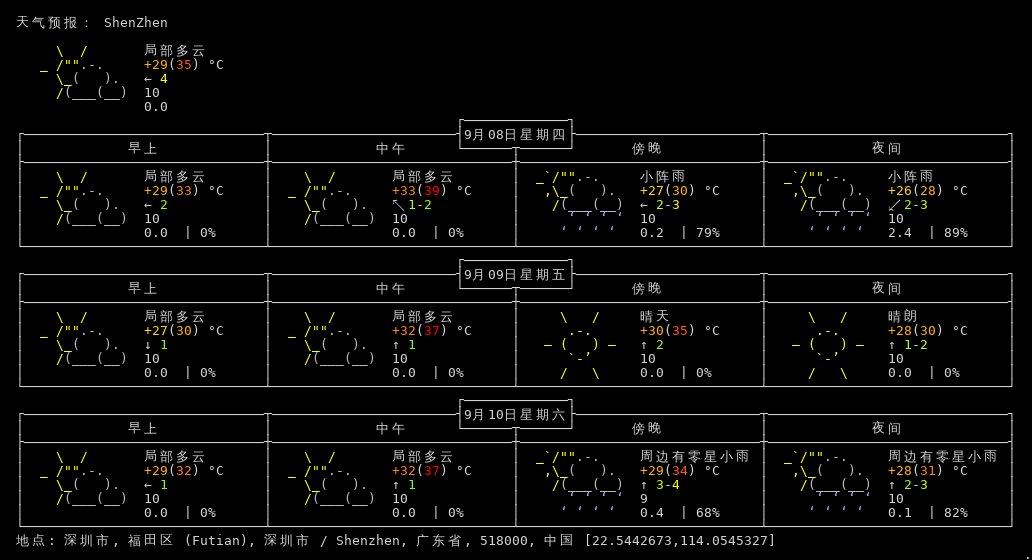 天气预报： ShenZhen
局部多云
+29(35) °C
← 4
10
0.0
9月08日星期四
早上 中午 傍晚 夜间
局部多云 局部多云 小阵雨 小阵雨
+29(33) °C +33(39) °C +27(30) °C +26(28) °C
← 2 ↖ 1-2 ← 2-3 ↙ 2-3
10 10 10 10
0.0 | 0% 0.0 | 0% 0.2 | 79% 2.4 | 89%
9月09日星期五
早上 中午 傍晚 夜间
局部多云 局部多云 晴天 晴朗
+27(30) °C +32(37) °C +30(35) °C +28(30) °C
↓ 1 ↑ 1 ↑ 2 ↑ 1-2
10 10 10 10
0.0 | 0% 0.0 | 0% 0.0 | 0% 0.0 | 0%
9月10日星期六
早上 中午 傍晚 夜间
局部多云 局部多云 周边有零星小雨 周边有零星小雨
+29(32) °C +32(37) °C +29(34) °C +28(31) °C
← 1 ↑ 1 ↑ 3-4 ↑ 2-3
10 10 9 10
0.0 | 0% 0.0 | 0% 0.4 | 68% 0.1 | 82%
地点: 深圳市, 福田区 (Futian), 深圳市 / Shenzhen, 广东省, 518000, 中国 [22.5442673,114.0545327]